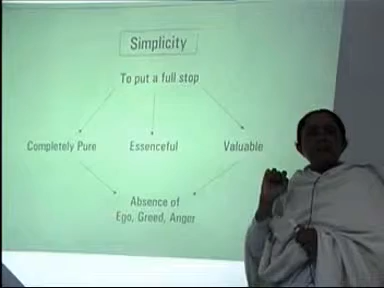 Simplicity
To put a full stop
Completely Pure Essenceful Valuable
Absence of
Ego, Greed, Anger